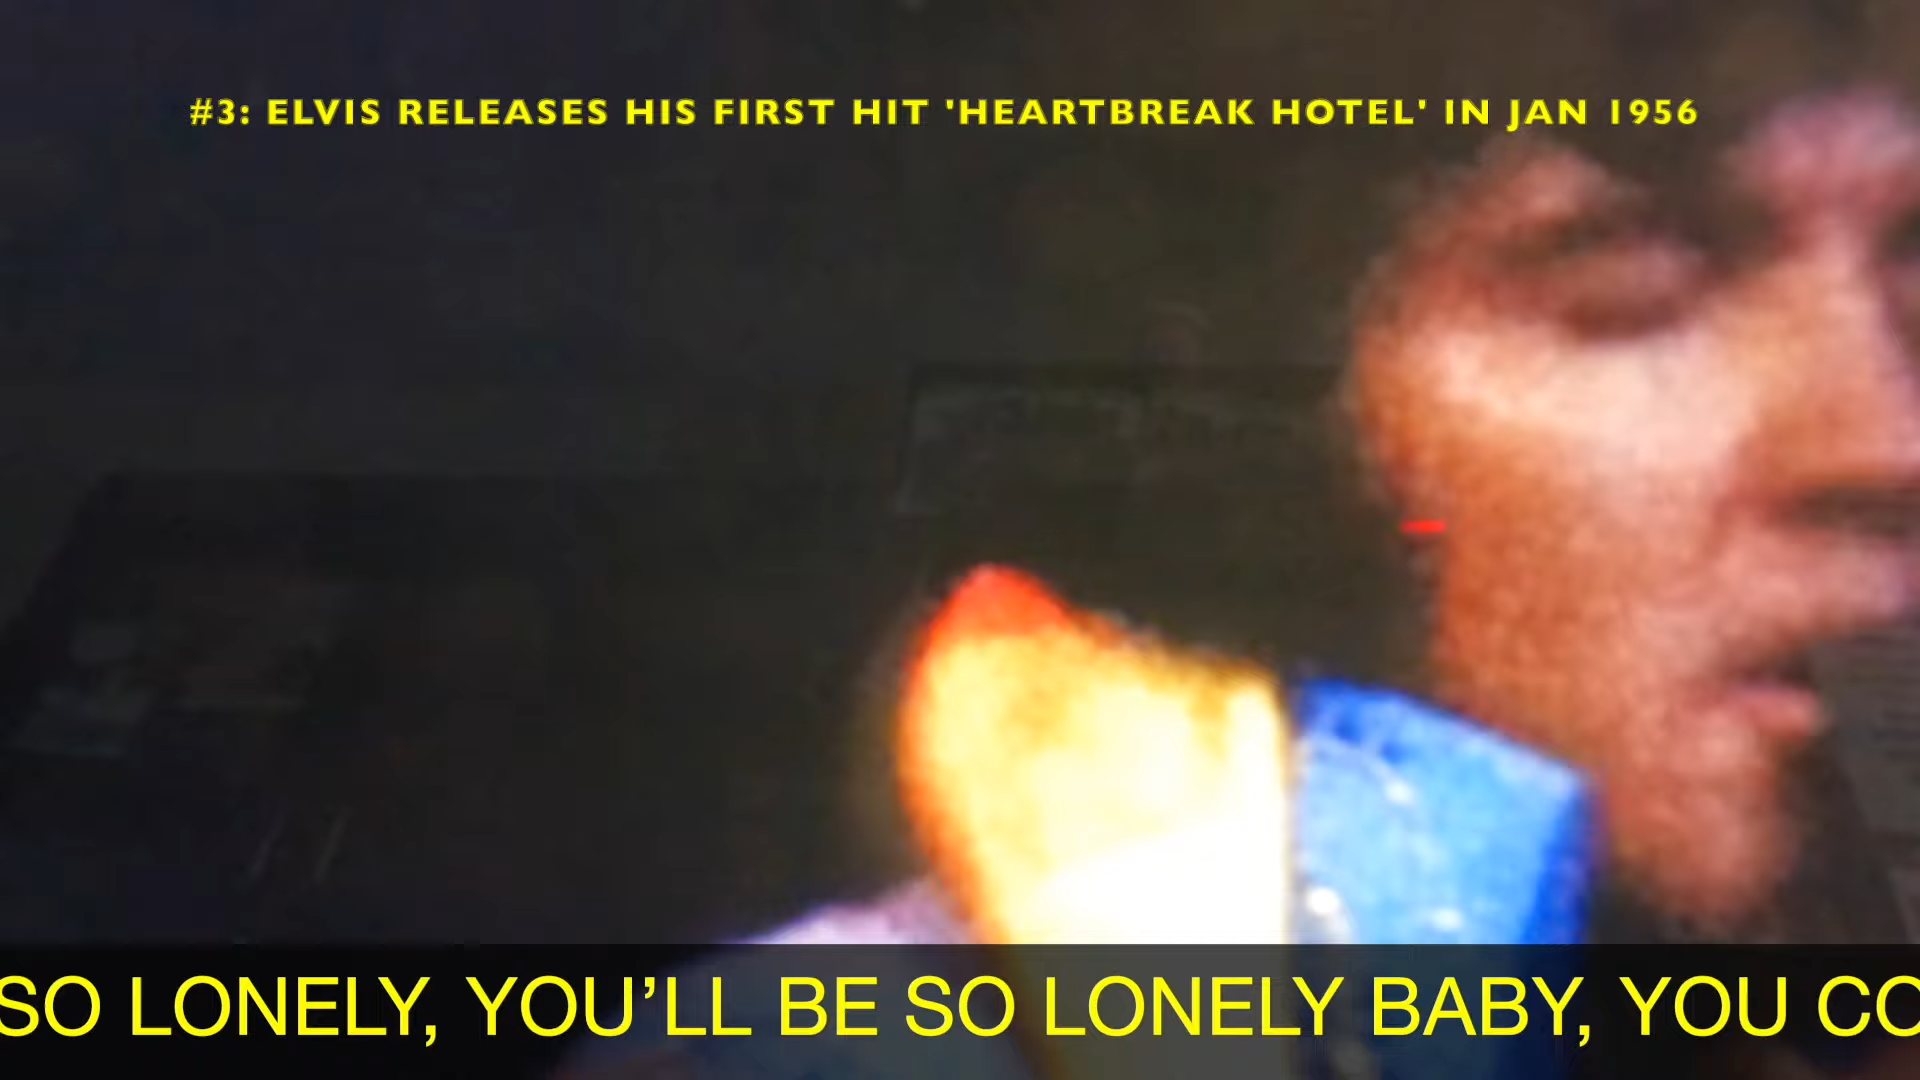 #3: ELVIS RELEASES HIS FIRST HIT 'HEARTBREAK HOTEL' IN JAN 1956
SO LONELY, YOU’LL BE SO LONELY BABY, YOU CO